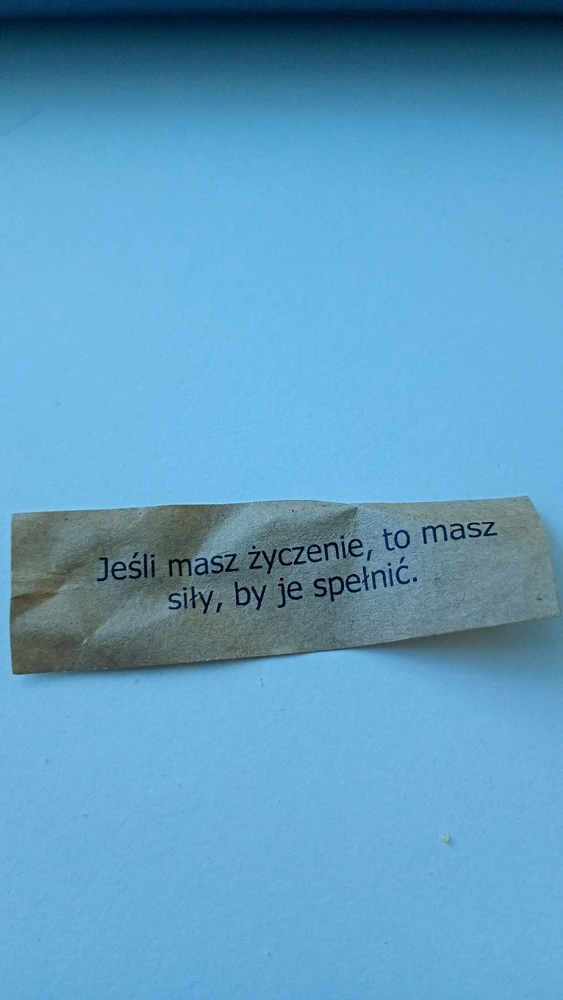 Jeśli masz życzenie, to masz
siły, by je spełnić.